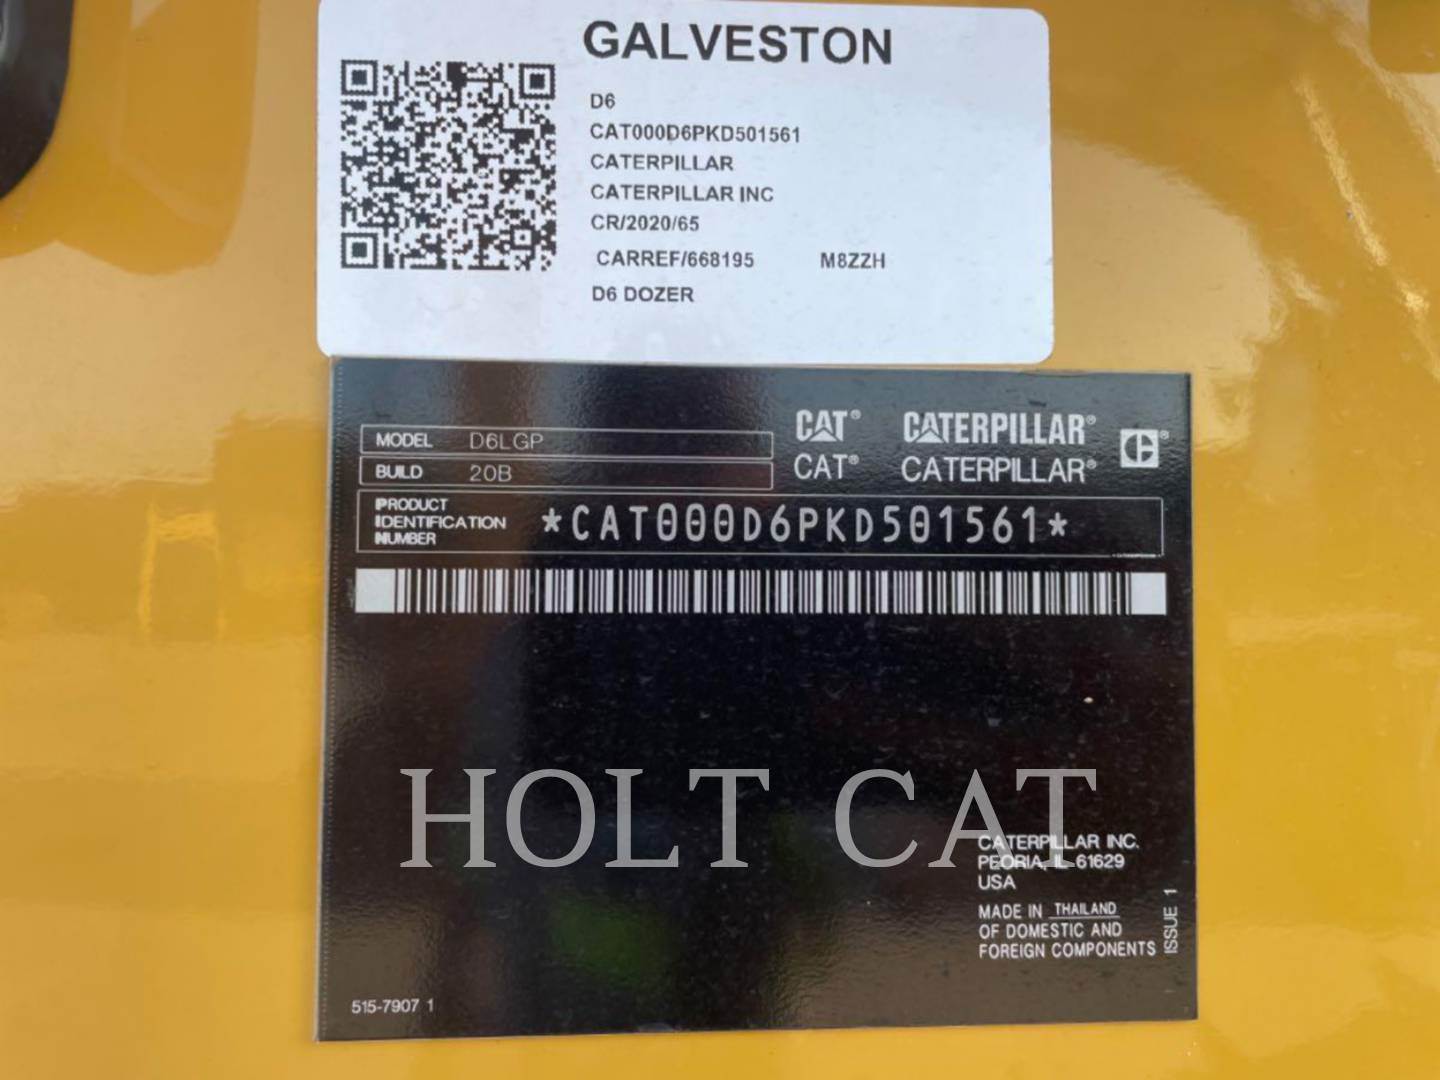 GALVESTON
D6
CAT000D6PKD501561
CATERPILLAR
CATERPILLAR INC
CR/2020/65
CARREF/668195 M8ZZH
D6 DOZER
MODEL D6LGP
BUILD 20B
CAT® CATERPILLAR®
CAT® CATERPILLAR®
PRODUCT
IDENTIFICATION
NUMBER
*CAT000D6PKD501561*
HOLT CAT
CATERPILLAR INC.
PEORIA, IL 61629
USA
MADE IN THAILAND
OF DOMESTIC AND
FOREIGN COMPONENTS
ISSUE 1
515-7907 1